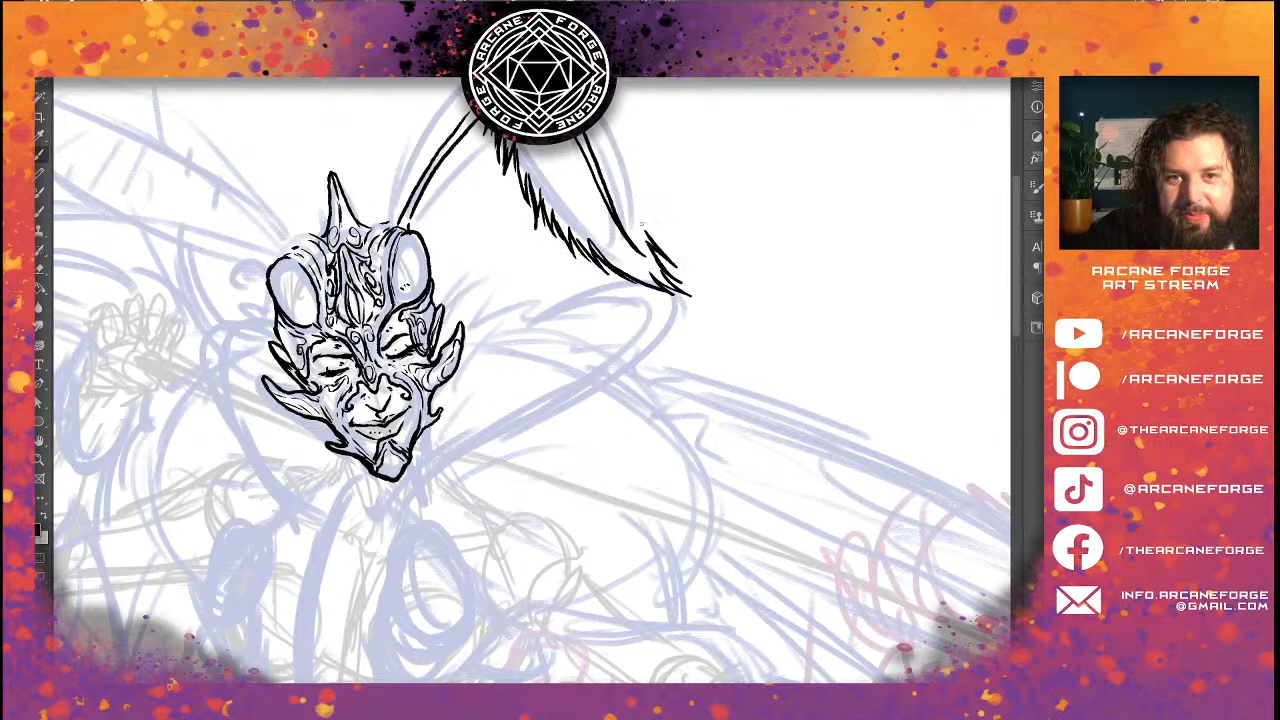 ARCANE FORGE
ARCANE FORGE
ARCANE FORGE
ART STREAM
/ARCANEFORGE
/ARCANEFORGE
@THEARCANEFORGE
@ARCANEFORGE
/THEARCANEFORGE
INFO.ARCANEFORGE
@GMAIL.COM